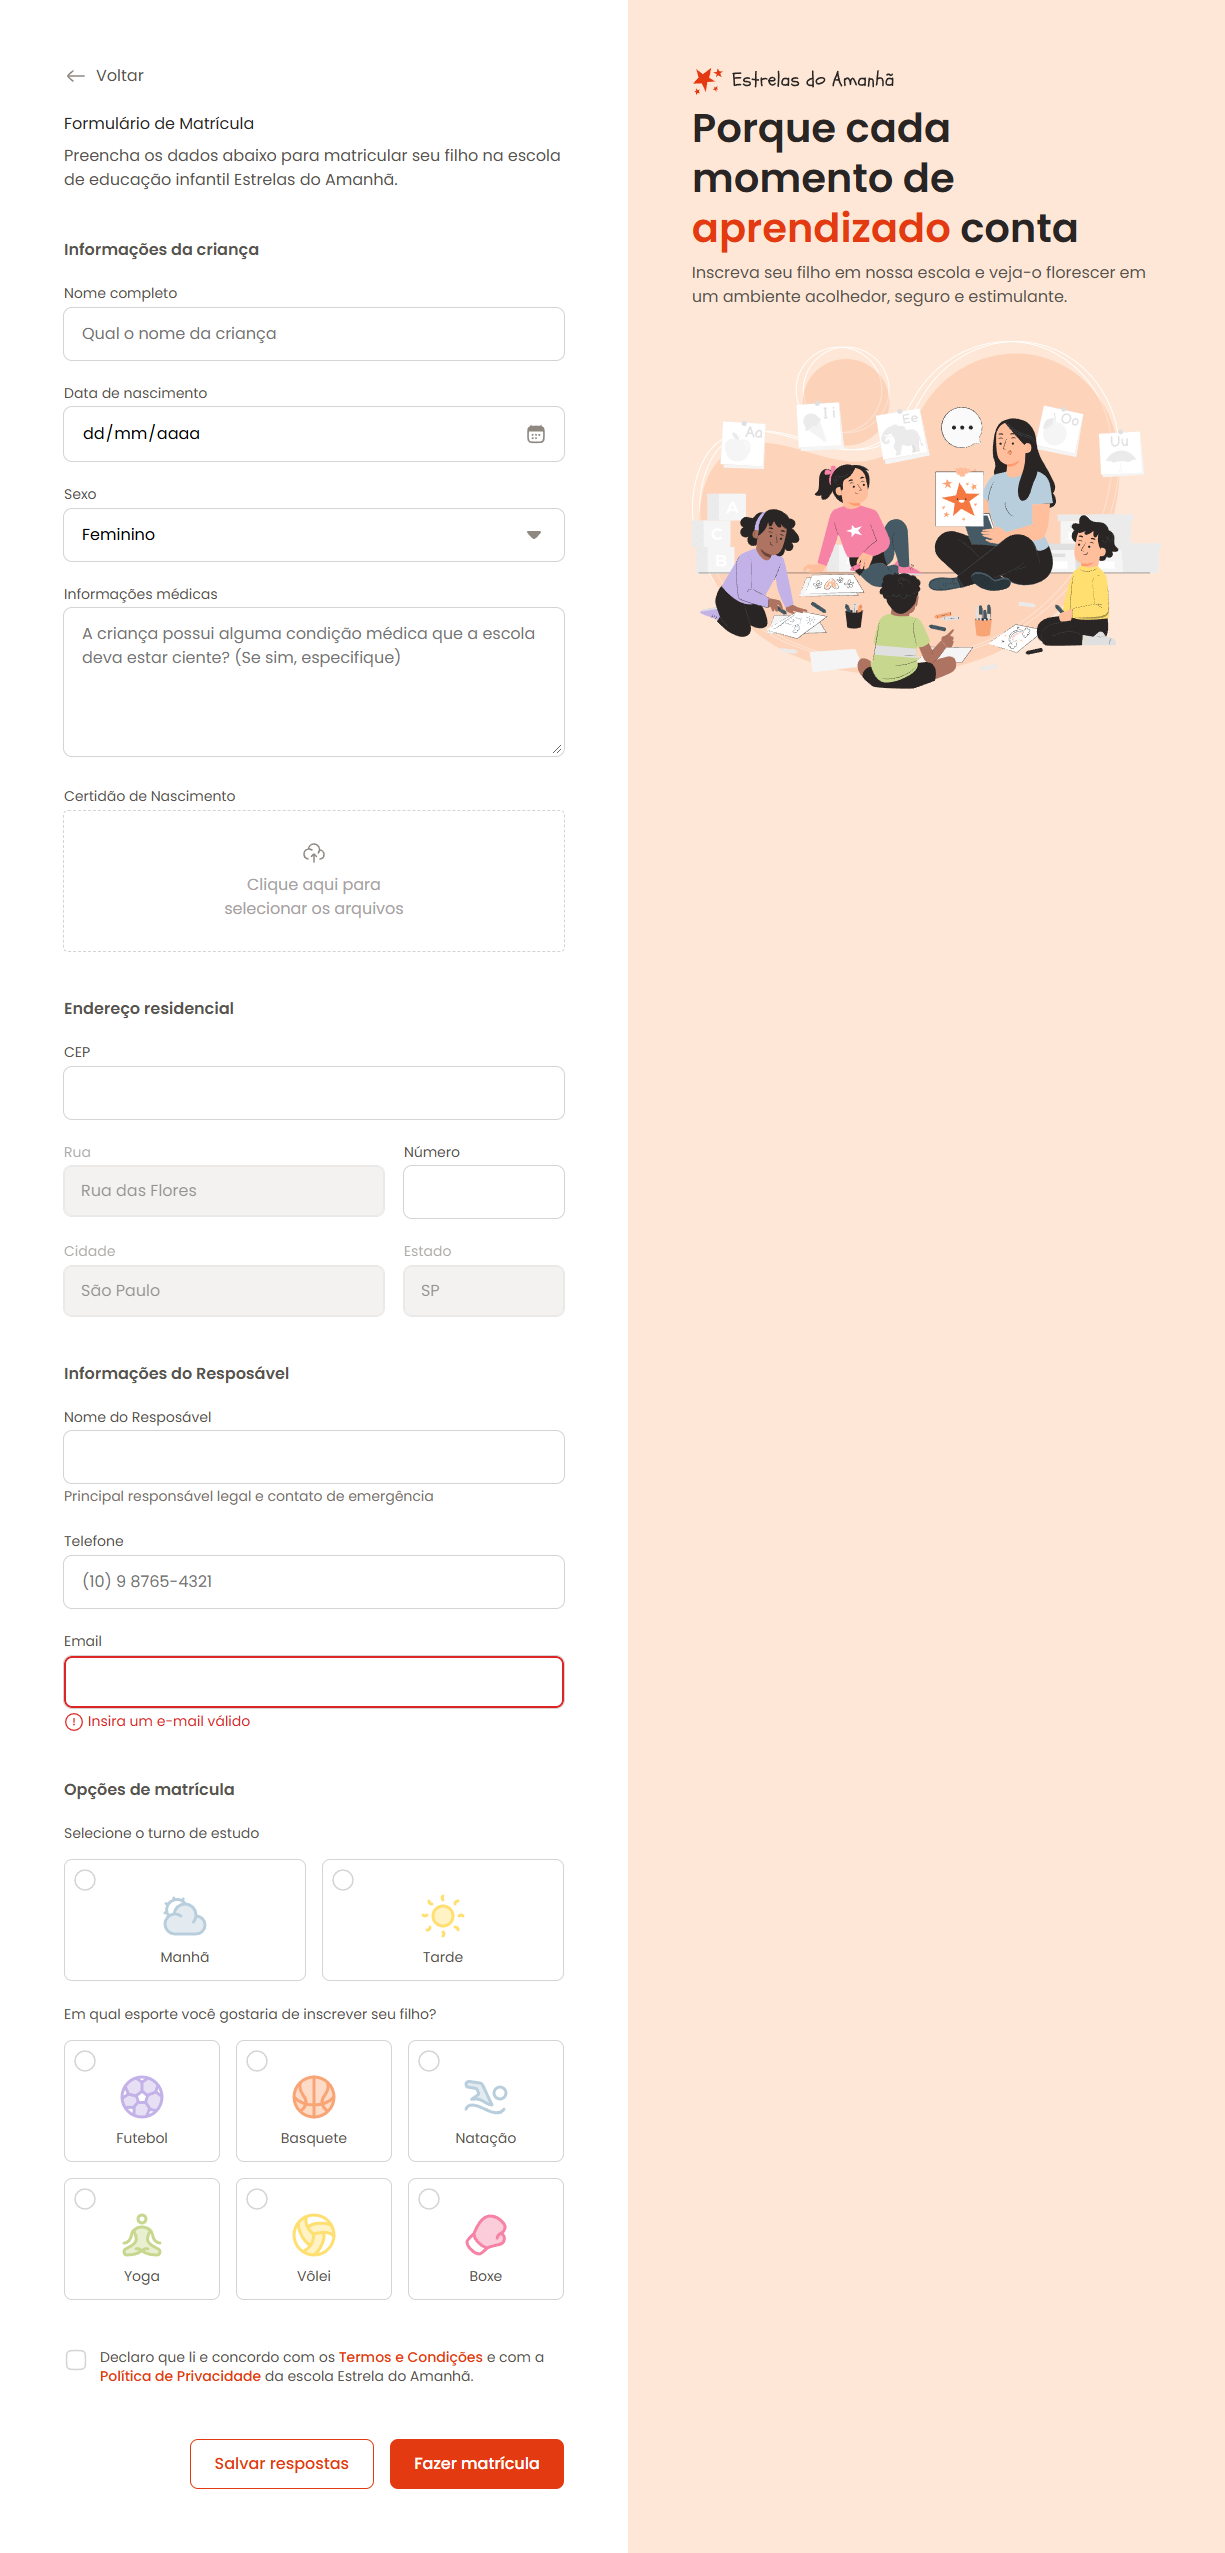 Voltar
Formulário de Matrícula
Preencha os dados abaixo para matricular seu filho na escola
de educação infantil Estrelas do Amanhã.
Informações da criança
Nome completo
Qual o nome da criança
Data de nascimento
dd/mm/aaaa
Sexo
Feminino
Informações médicas
A criança possui alguma condição médica que a escola
deva estar ciente? (Se sim, especifique)
Certidão de Nascimento
Clique aqui para
selecionar os arquivos
Endereço residencial
CEP
Rua
Número
Rua das Flores
Cidade
Estado
São Paulo
SP
Informações do Resposável
Nome do Resposável
Principal responsável legal e contato de emergência
Telefone
(10) 9 8765-4321
Email
Insira um e-mail válido
Opções de matrícula
Selecione o turno de estudo
Manhã
Tarde
Em qual esporte você gostaria de inscrever seu filho?
Futebol
Basquete
Natação
Yoga
Vôlei
Boxe
Declaro que li e concordo com os Termos e Condições e com a
Política de Privacidade da escola Estrela do Amanhã.
Salvar respostas
Fazer matrícula
Estrelas do Amanhã
Porque cada
momento de
aprendizado conta
Inscreva seu filho em nossa escola e veja-o florescer em
um ambiente acolhedor, seguro e estimulante.
Aa
Ii
Ee
Oo
Uu
A
C
B